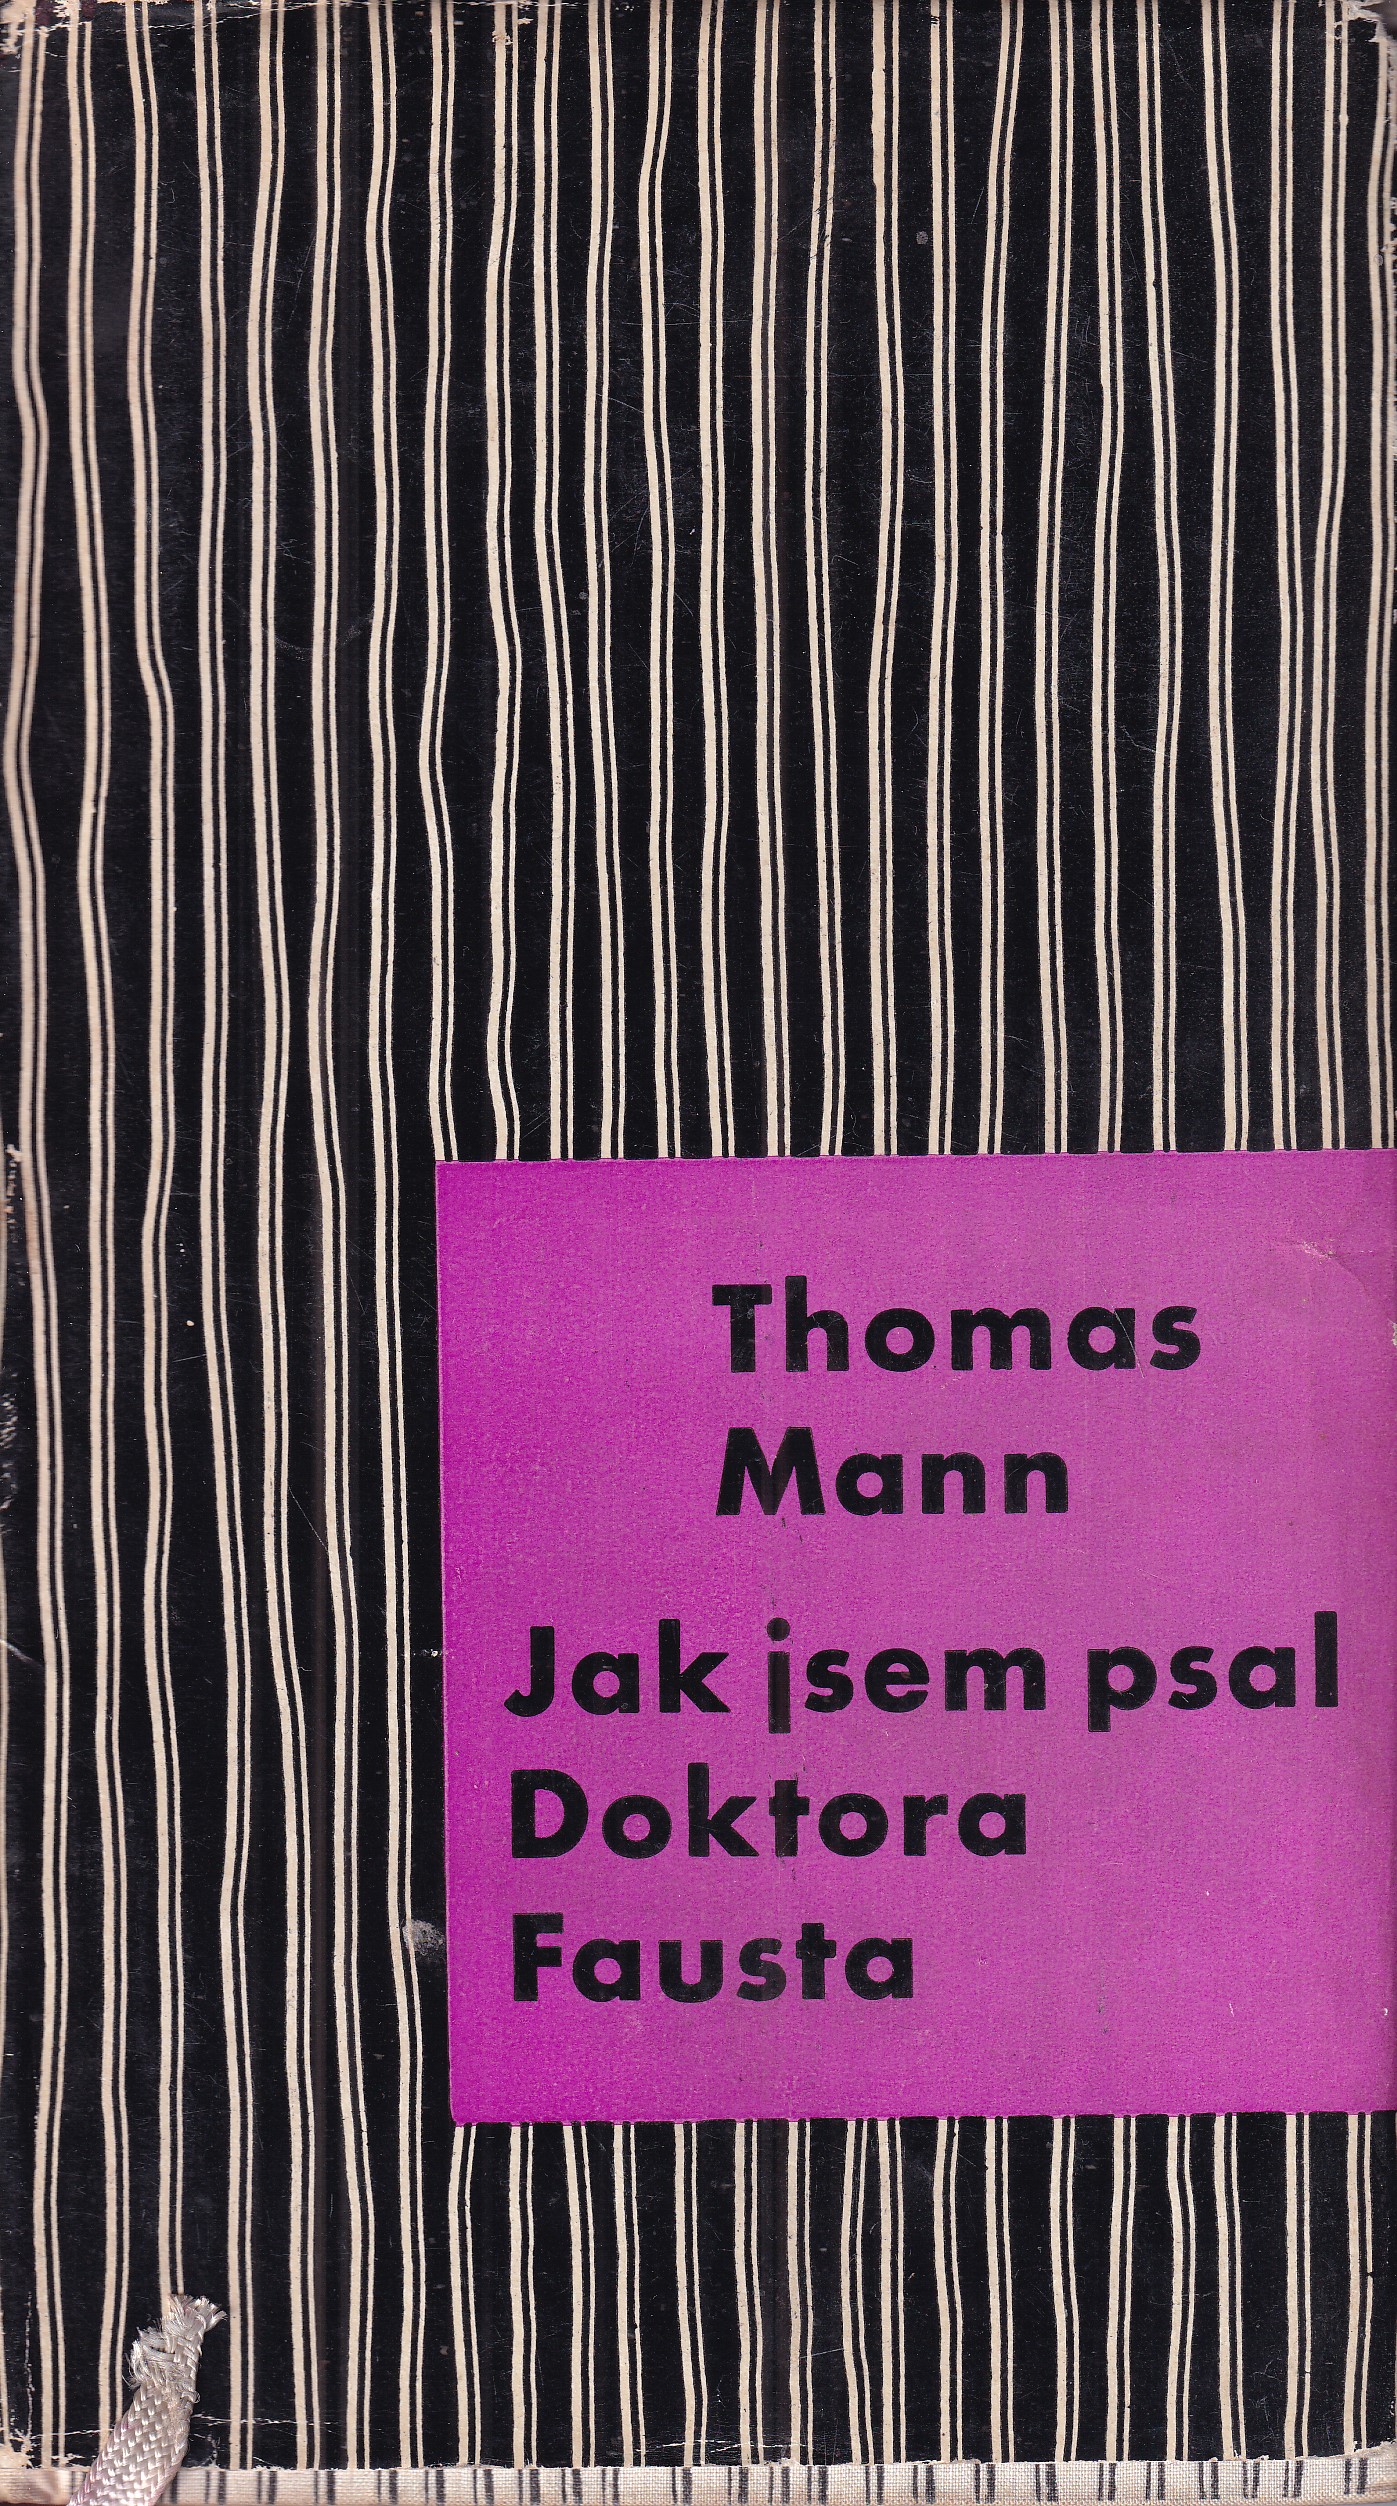 Thomas
Mann
Jak jsem psal
Doktora
Fausta